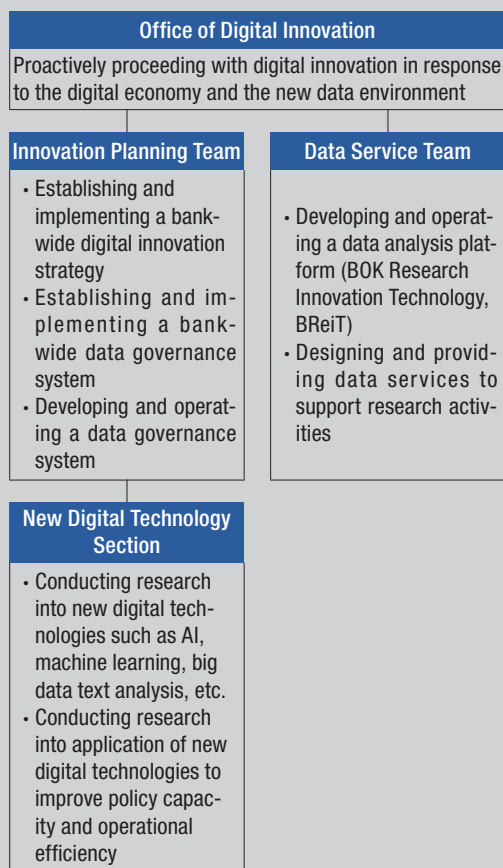 Office of Digital Innovation
Proactively proceeding with digital innovation in response
to the digital economy and the new data environment
Innovation Planning Team
• Establishing and
implementing a bank-
wide digital innovation
strategy
• Establishing and im-
plementing a bank-
wide data governance
system
• Developing and operat-
ing a data governance
system
Data Service Team
• Developing and operat-
ing a data analysis plat-
form (BOK Research
Innovation Technology,
BReiT)
• Designing and provid-
ing data services to
support research activ-
ities
New Digital Technology
Section
• Conducting research
into new digital tech-
nologies such as AI,
machine learning, big
data text analysis, etc.
• Conducting research
into application of new
digital technologies to
improve policy capac-
ity and operational
efficiency